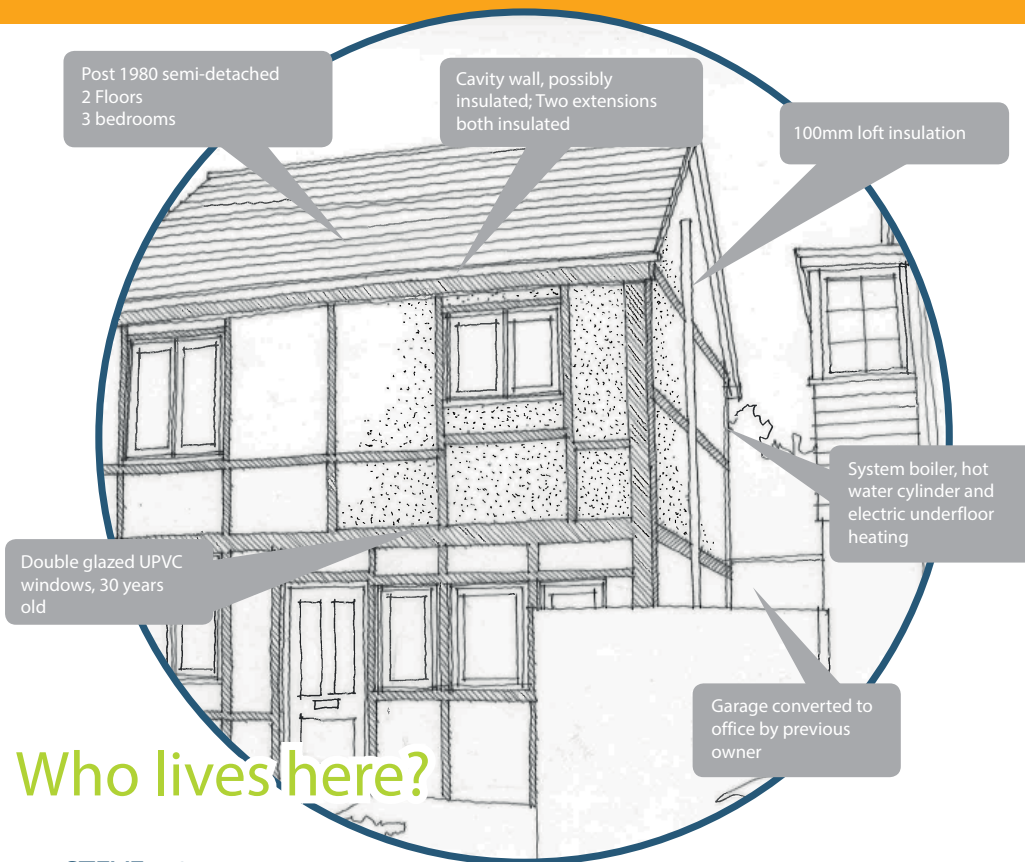 Post 1980 semi-detached
2 Floors
3 bedrooms
Cavity wall, possibly
insulated; Two extensions
both insulated
100mm loft insulation
System boiler, hot
water cylinder and
electric underfloor
heating
Double glazed UPVC
windows, 30 years
old
Garage converted to
office by previous
owner
Who lives here?